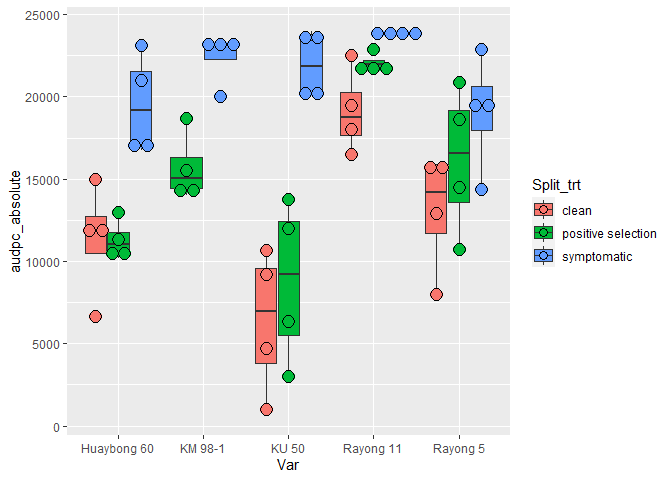 25000
20000
15000
10000
5000
0
audpc_absolute
Huaybong 60 KM 98-1 KU 50 Rayong 11 Rayong 5
Var
Split_trt
clean
positive selection
symptomatic